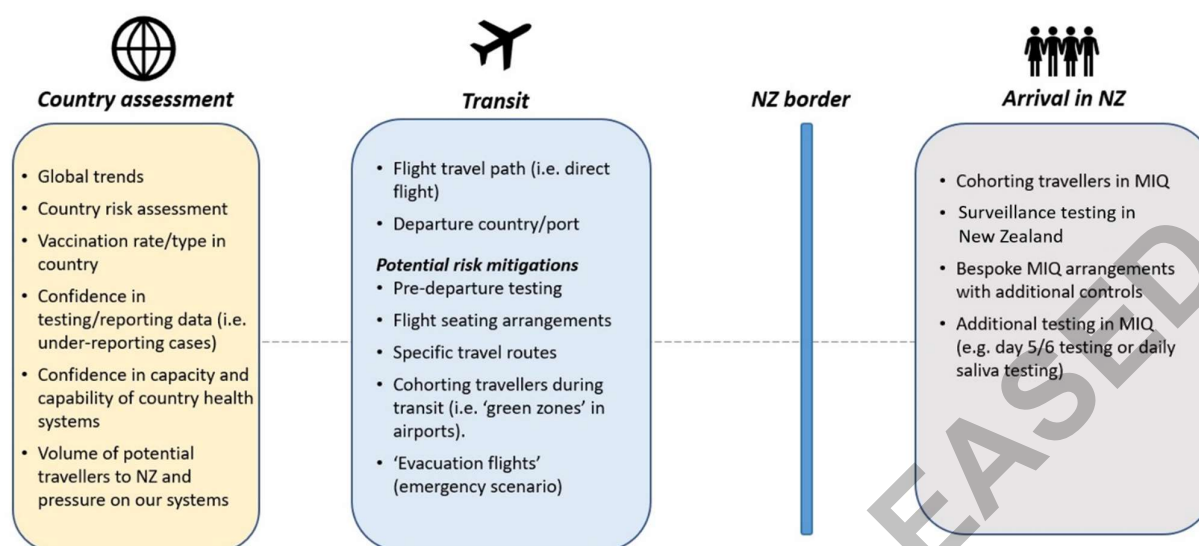 Country assessment
• Global trends
• Country risk assessment
• Vaccination rate/type in
country
• Confidence in
testing/reporting data (i.e.
under-reporting cases)
• Confidence in capacity and
capability of country health
systems
• Volume of potential
travellers to NZ and
pressure on our systems
Transit
• Flight travel path (i.e. direct
flight)
• Departure country/port
Potential risk mitigations
• Pre-departure testing
• Flight seating arrangements
• Specific travel routes
• Cohorting travellers during
transit (i.e. ‘green zones’ in
airports).
• ‘Evacuation flights’
(emergency scenario)
NZ border
Arrival in NZ
• Cohorting travellers in MIQ
• Surveillance testing in
New Zealand
• Bespoke MIQ arrangements
with additional controls
• Additional testing in MIQ
(e.g. day 5/6 testing or daily
saliva testing)
EASED